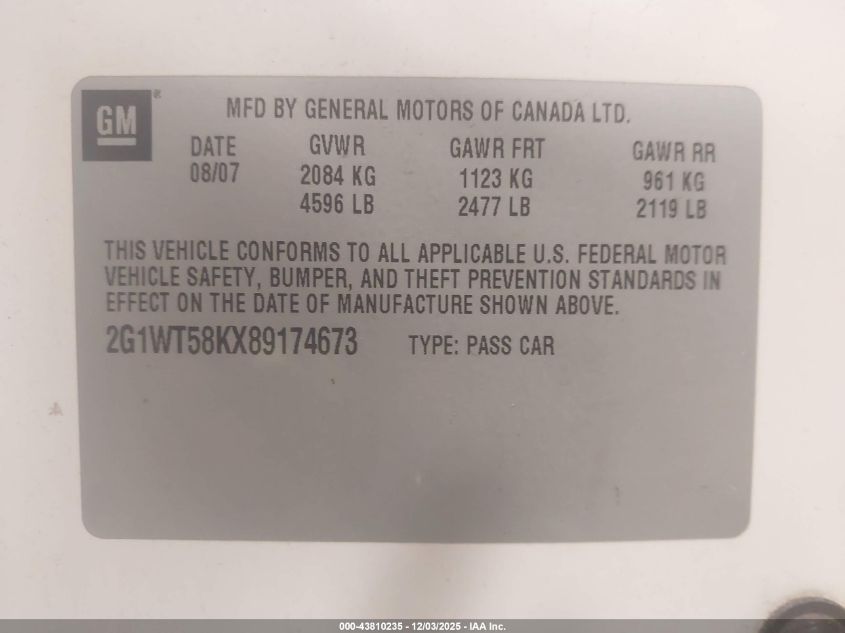 GM®
MFD BY GENERAL MOTORS OF CANADA LTD.
DATE GVWR GAWR FRT GAWR RR
08/07 2084 KG 1123 KG 961 KG
4596 LB 2477 LB 2119 LB
THIS VEHICLE CONFORMS TO ALL APPLICABLE U.S. FEDERAL MOTOR
VEHICLE SAFETY, BUMPER, AND THEFT PREVENTION STANDARDS IN
EFFECT ON THE DATE OF MANUFACTURE SHOWN ABOVE.
2G1WT58KX89174673 TYPE: PASS CAR
000-43810235 - 12/03/2025 - IAA Inc.